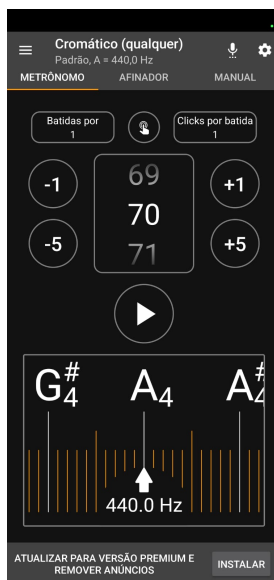 Cromático (qualquer)
Padrão, A = 440,0 Hz
METRÔNOMO AFINADOR MANUAL
Batidas por
1
Clicks por batida
1
-1
69
+1
70
-5
71
+5
G#4 A4 A#
440.0 Hz
ATUALIZAR PARA VERSÃO PREMIUM E
REMOVER ANÚNCIOS
INSTALAR